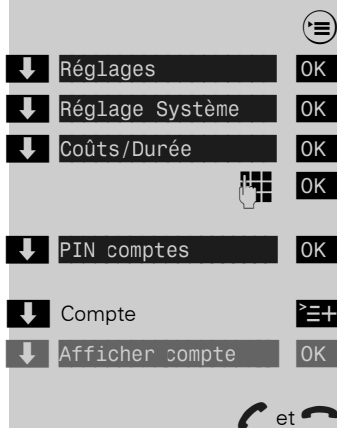 Réglages OK
Réglage Système OK
Coûts/Durée OK
OK
PIN comptes OK
Compte
Afficher compte OK
et